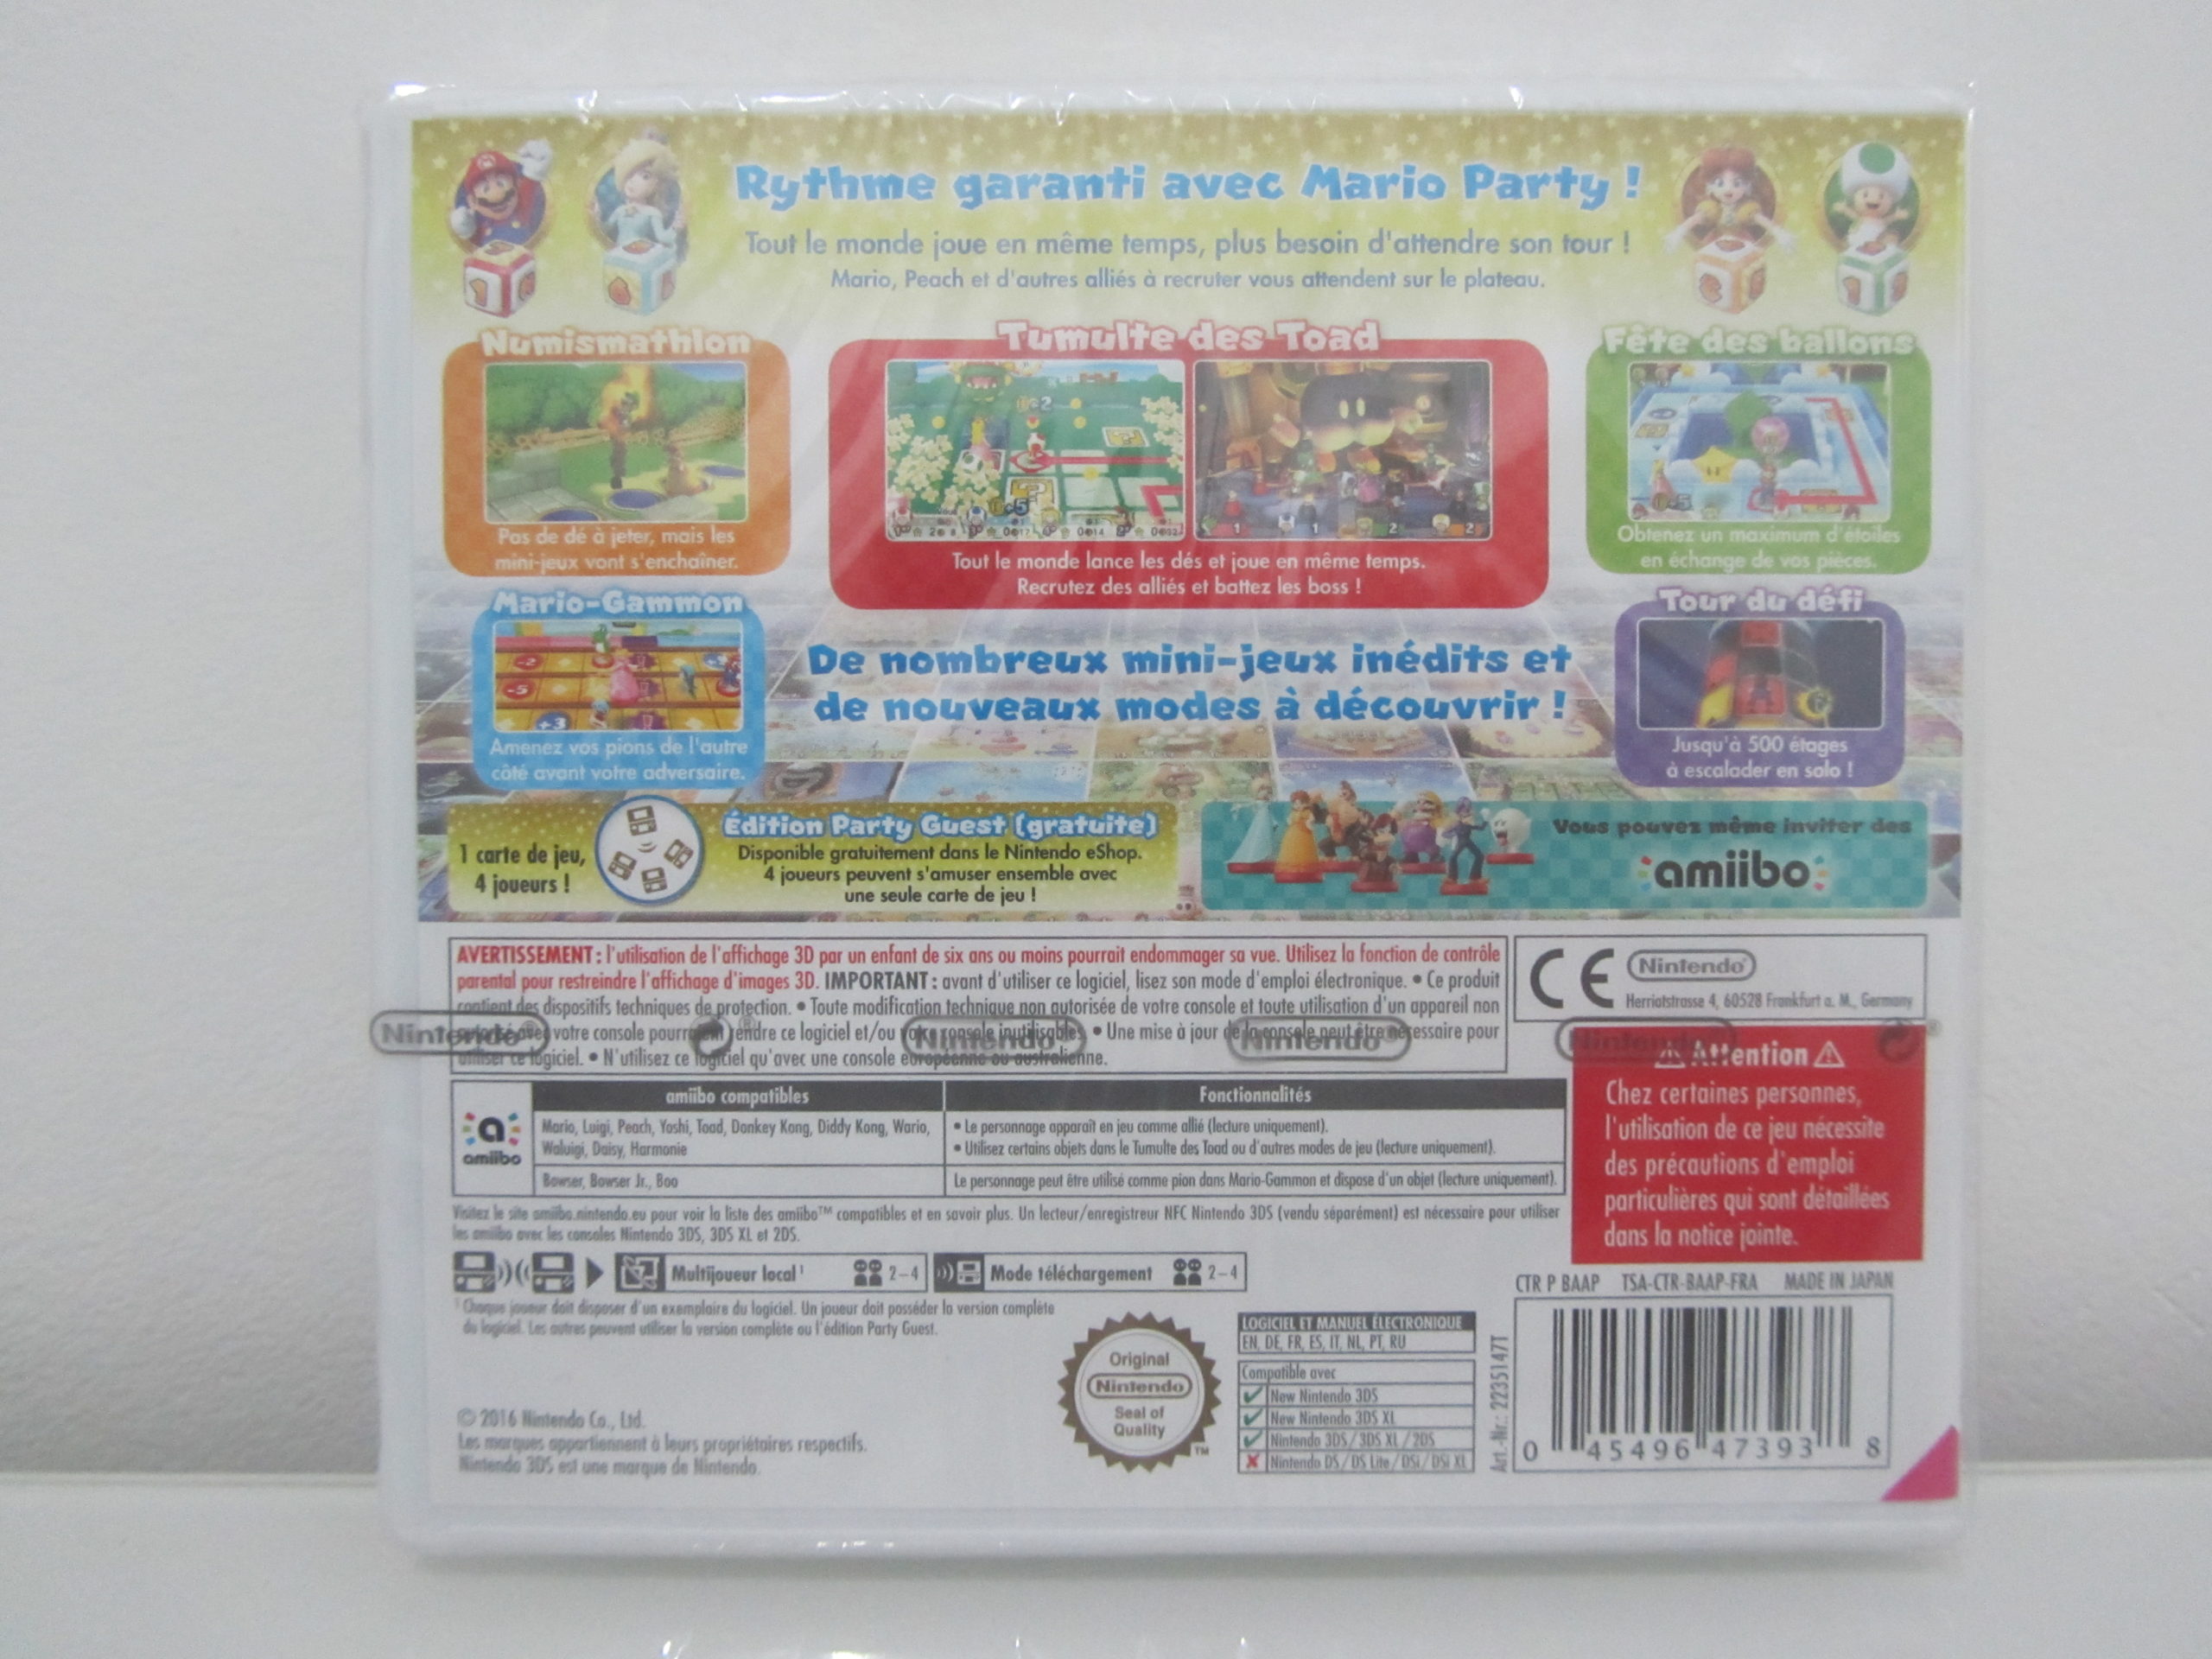 Rythme garanti avec Mario Party !
Tout le monde joue en même temps, plus besoin d'attendre son tour !
Mario, Peach et d'autres alliés à recruter vous attendent sur le plateau.
Numismathlon
Pas de dé à jeter, mais les
mini-jeux vont s'enchaîner.
Tumulte des Toad
Tout le monde lance les dés et joue en même temps.
Recrutez des alliés et battez les boss !
Fête des ballons
Obtenez un maximum d'étoiles
en échange de vos pièces.
Mario-Gammon
-2
-5
+3
Amenez vos pions de l'autre
côté avant votre adversaire.
De nombreux mini-jeux inédits et
de nouveaux modes à découvrir !
Tour du défi
Jusqu'à 500 étages
à escalader en solo !
1 carte de jeu,
4 joueurs !
Édition Party Guest (gratuite)
Disponible gratuitement dans le Nintendo eShop.
4 joueurs peuvent s'amuser ensemble avec
une seule carte de jeu !
Vous pouvez même inviter des
amiibo
AVERTISSEMENT : l'utilisation de l'affichage 3D par un enfant de six ans ou moins pourrait endommager sa vue. Utilisez la fonction de contrôle
parental pour restreindre l'affichage d'images 3D. IMPORTANT : avant d'utiliser ce logiciel, lisez son mode d'emploi électronique. • Ce produit
contient des dispositifs techniques de protection. • Toute modification technique non autorisée de votre console et toute utilisation d'un appareil non
autorisé avec votre console pourraient rendre ce logiciel et/ou votre console inutilisables. • Une mise à jour de la console peut être nécessaire pour
utiliser ce logiciel. • N'utilisez ce logiciel qu'avec une console européenne ou australienne.
CE Nintendo®
Herriotstrasse 4, 60528 Frankfurt a. M., Germany
Nintendo® Nintendo® Nintendo® Nintendo®
⚠ Attention ⚠
Chez certaines personnes,
l'utilisation de ce jeu nécessite
des précautions d'emploi
particulières qui sont détaillées
dans la notice jointe.
amiibo
amiibo compatibles
Fonctionnalités
Mario, Luigi, Peach, Yoshi, Toad, Donkey Kong, Diddy Kong, Wario,
Waluigi, Daisy, Harmonie
• Le personnage apparaît en jeu comme allié (lecture uniquement).
• Utilisez certains objets dans le Tumulte des Toad ou d'autres modes de jeu (lecture uniquement).
Bowser, Bowser Jr., Boo
Le personnage peut être utilisé comme pion dans Mario-Gammon et dispose d'un objet (lecture uniquement).
Visitez le site amiibo.nintendo.eu pour voir la liste des amiibo™ compatibles et en savoir plus. Un lecteur/enregistreur NFC Nintendo 3DS (vendu séparément) est nécessaire pour utiliser
les amiibo avec les consoles Nintendo 3DS, 3DS XL et 2DS.
Multijoueur local¹ 2–4
Mode téléchargement 2–4
¹ Chaque joueur doit disposer d'un exemplaire du logiciel. Un joueur doit posséder la version complète
du logiciel. Les autres peuvent utiliser la version complète ou l'édition Party Guest.
CTR P BAAP TSA-CTR-BAAP-FRA MADE IN JAPAN
Original
Nintendo
Seal of
Quality
™
LOGICIEL ET MANUEL ÉLECTRONIQUE
EN, DE, FR, ES, IT, NL, PT, RU
Compatible avec
New Nintendo 3DS
New Nintendo 3DS XL
Nintendo 3DS / 3DS XL / 2DS
Nintendo DS / DS Lite / DSi / DSi XL
Art.-Nr.: 2235147T
0 45496 47393 8
© 2016 Nintendo Co., Ltd.
Les marques appartiennent à leurs propriétaires respectifs.
Nintendo 3DS est une marque de Nintendo.